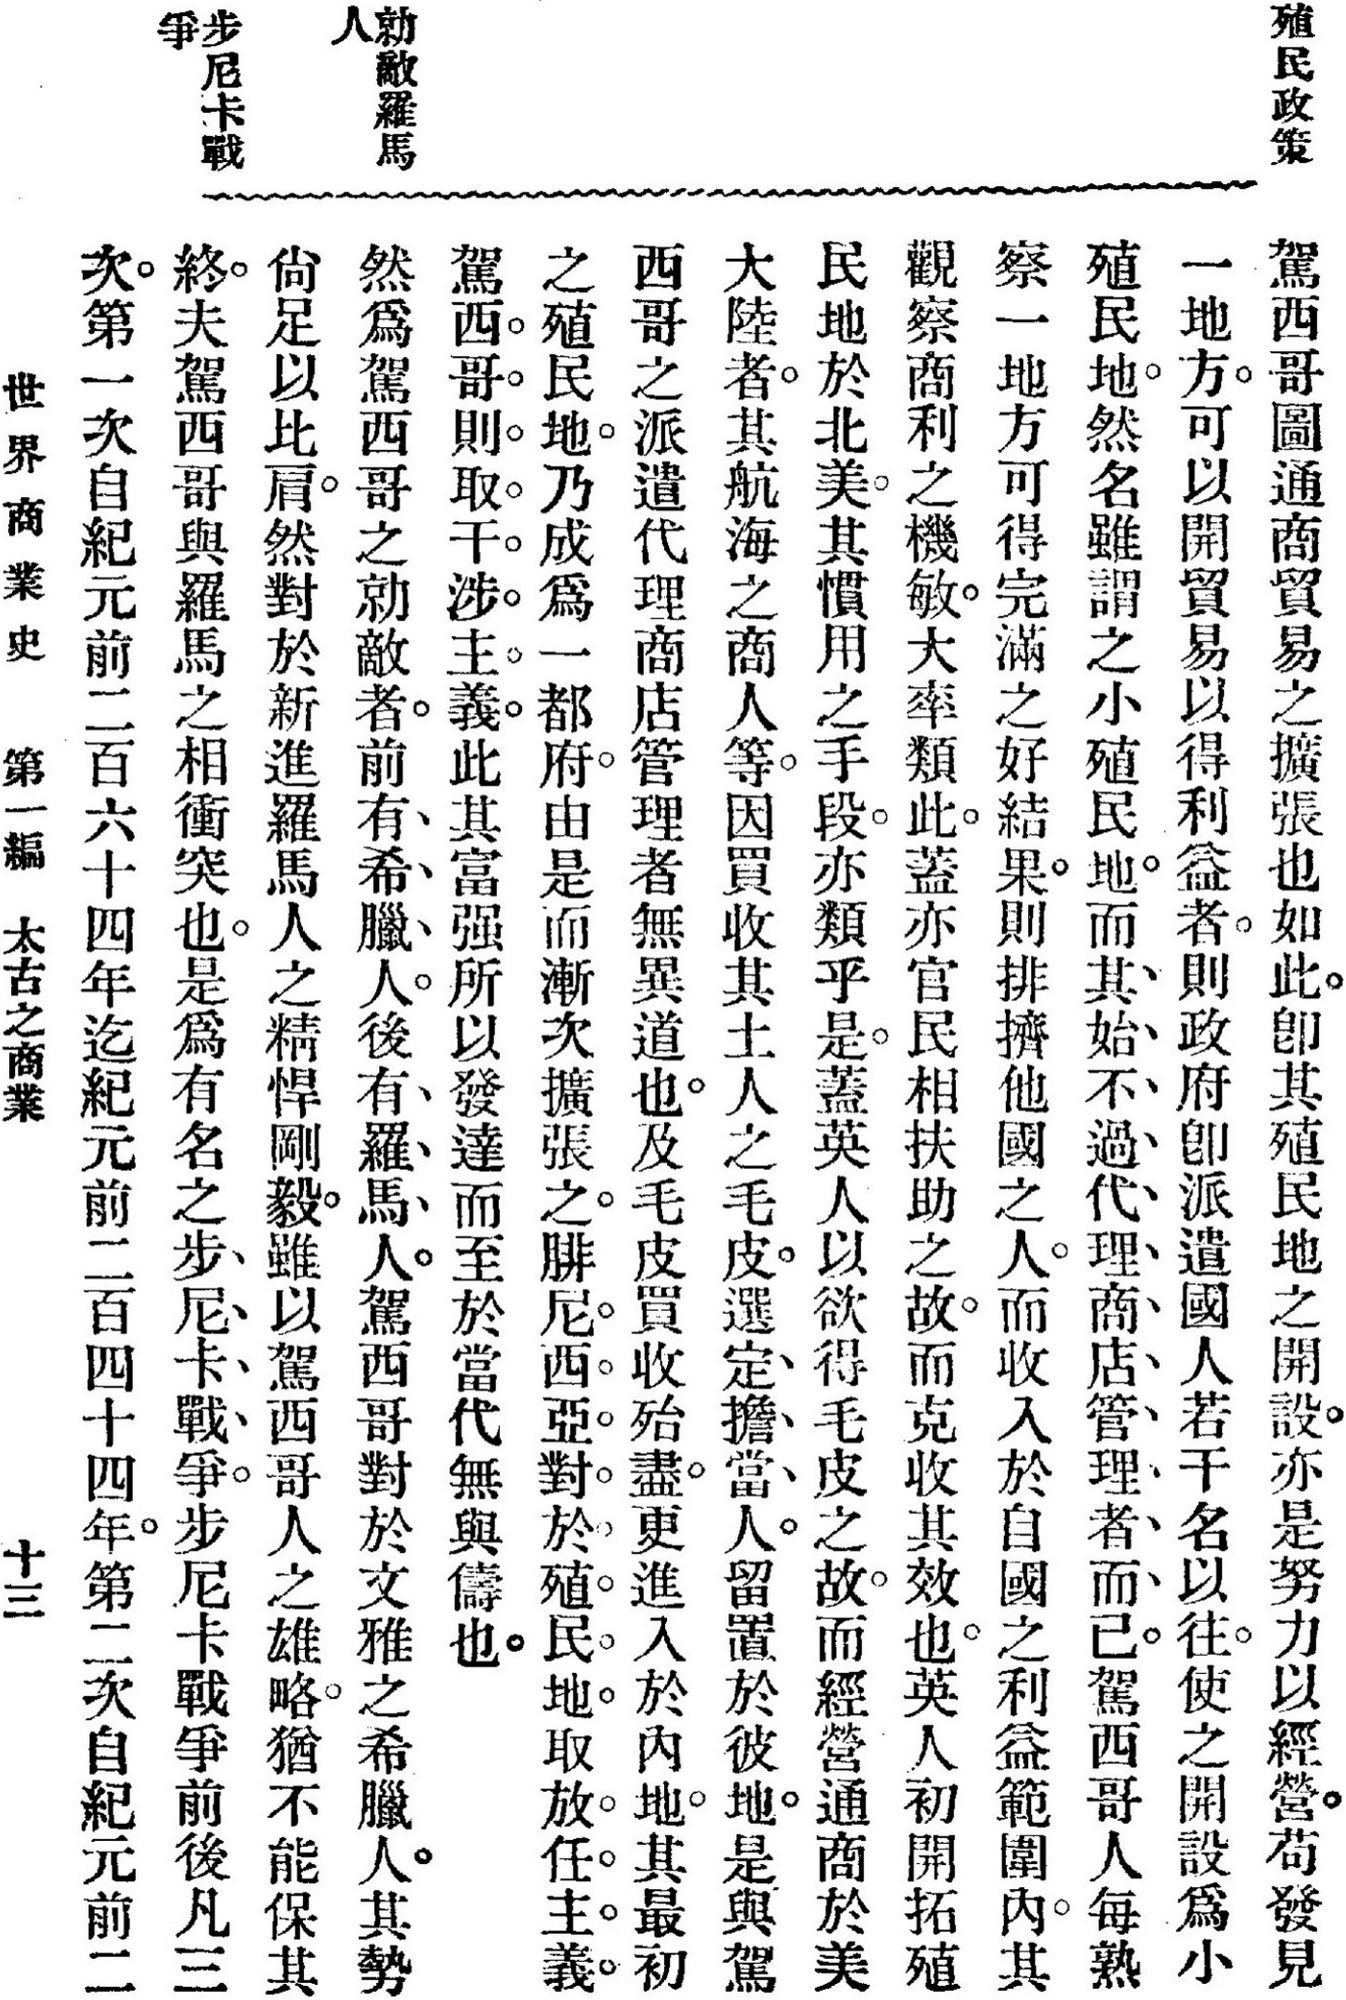 殖民政策
勍敵羅馬
人
步尼卡戰
爭
駕西哥圖通商貿易之擴張也如此。卽其殖民地之開設。亦是努力以經營。苟發見
一地方。可以開貿易以得利益者。則政府卽派遣國人若干名以往。使之開設爲小
殖民地。然名雖謂之小殖民地。而其、始、不、過、代、理、商、店、管、理、者、而、已。駕西哥人每熟
察一地方可得完滿之好結果。則排擠他國之人。而收入於自國之利益範圍內。其
觀察商利之機敏。大率類此。蓋亦官民相扶助之故。而克收其效也。英人初開拓殖
民地於北美。其慣用之手段。亦類乎是。蓋英人以欲得毛皮之故。而經營通商於美
大陸者。其航海之商人等。因買收其土人之毛皮。選定、擔、當、人。留置於彼地。是與駕
西哥之派遣代理商店管理者無異道也。及毛皮買收殆盡。更進入於內地。其最初
之殖民地。乃成爲一都府。由是而漸次擴張之。腓尼。西。亞。對。於。殖。民。地。取放。任。主。義。
駕西。哥。則。取。干。涉。主。義。此其富强所以發達而至於當代無與儔也。
然爲駕西哥之勍敵者。前有、希、臘、人。後有、羅、馬、人。駕西哥對於文雅之希臘人。其勢
尙足以比肩。然對於新進羅馬人之精悍剛毅。雖以駕西哥人之雄略。猶不能保其
終。夫駕西哥與羅馬之相衝突也。是爲有名之步、尼、卡、戰、爭。步尼卡戰爭前後凡三
次。第一次自紀元前二百六十四年迄紀元前二百四十四年。第二次自紀元前二
世界商業史　第一編　太古之商業　十三